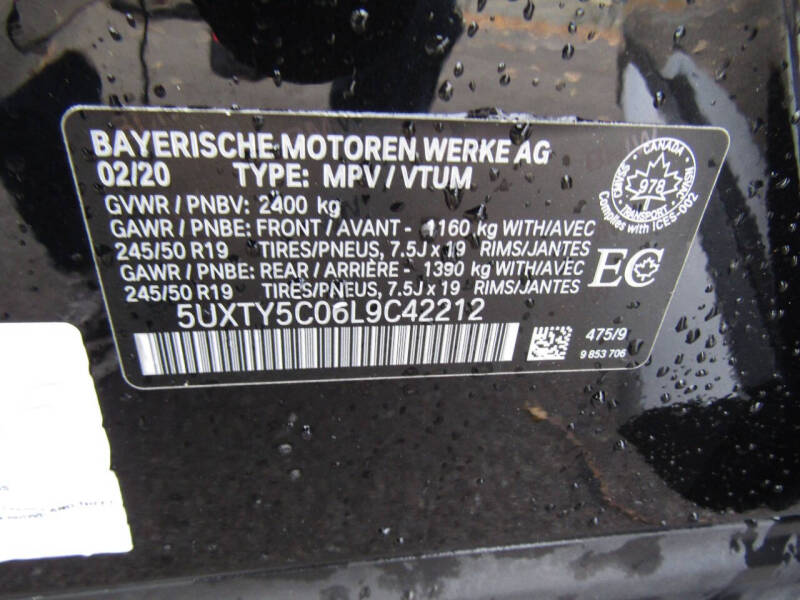 BAYERISCHE MOTOREN WERKE AG
02/20 TYPE: MPV / VTUM
GVWR / PNBV: 2400 kg
GAWR / PNBE: FRONT / AVANT - 1160 kg WITH/AVEC
245/50 R19 TIRES/PNEUS, 7.5J x 19 RIMS/JANTES
GAWR / PNBE: REAR / ARRIÈRE - 1390 kg WITH/AVEC
245/50 R19 TIRES/PNEUS, 7.5J x 19 RIMS/JANTES
5UXTY5C06L9C42212
CANADA
978
TRANSPORT
Complies with ICES-002
EC
475/9
9 853 706